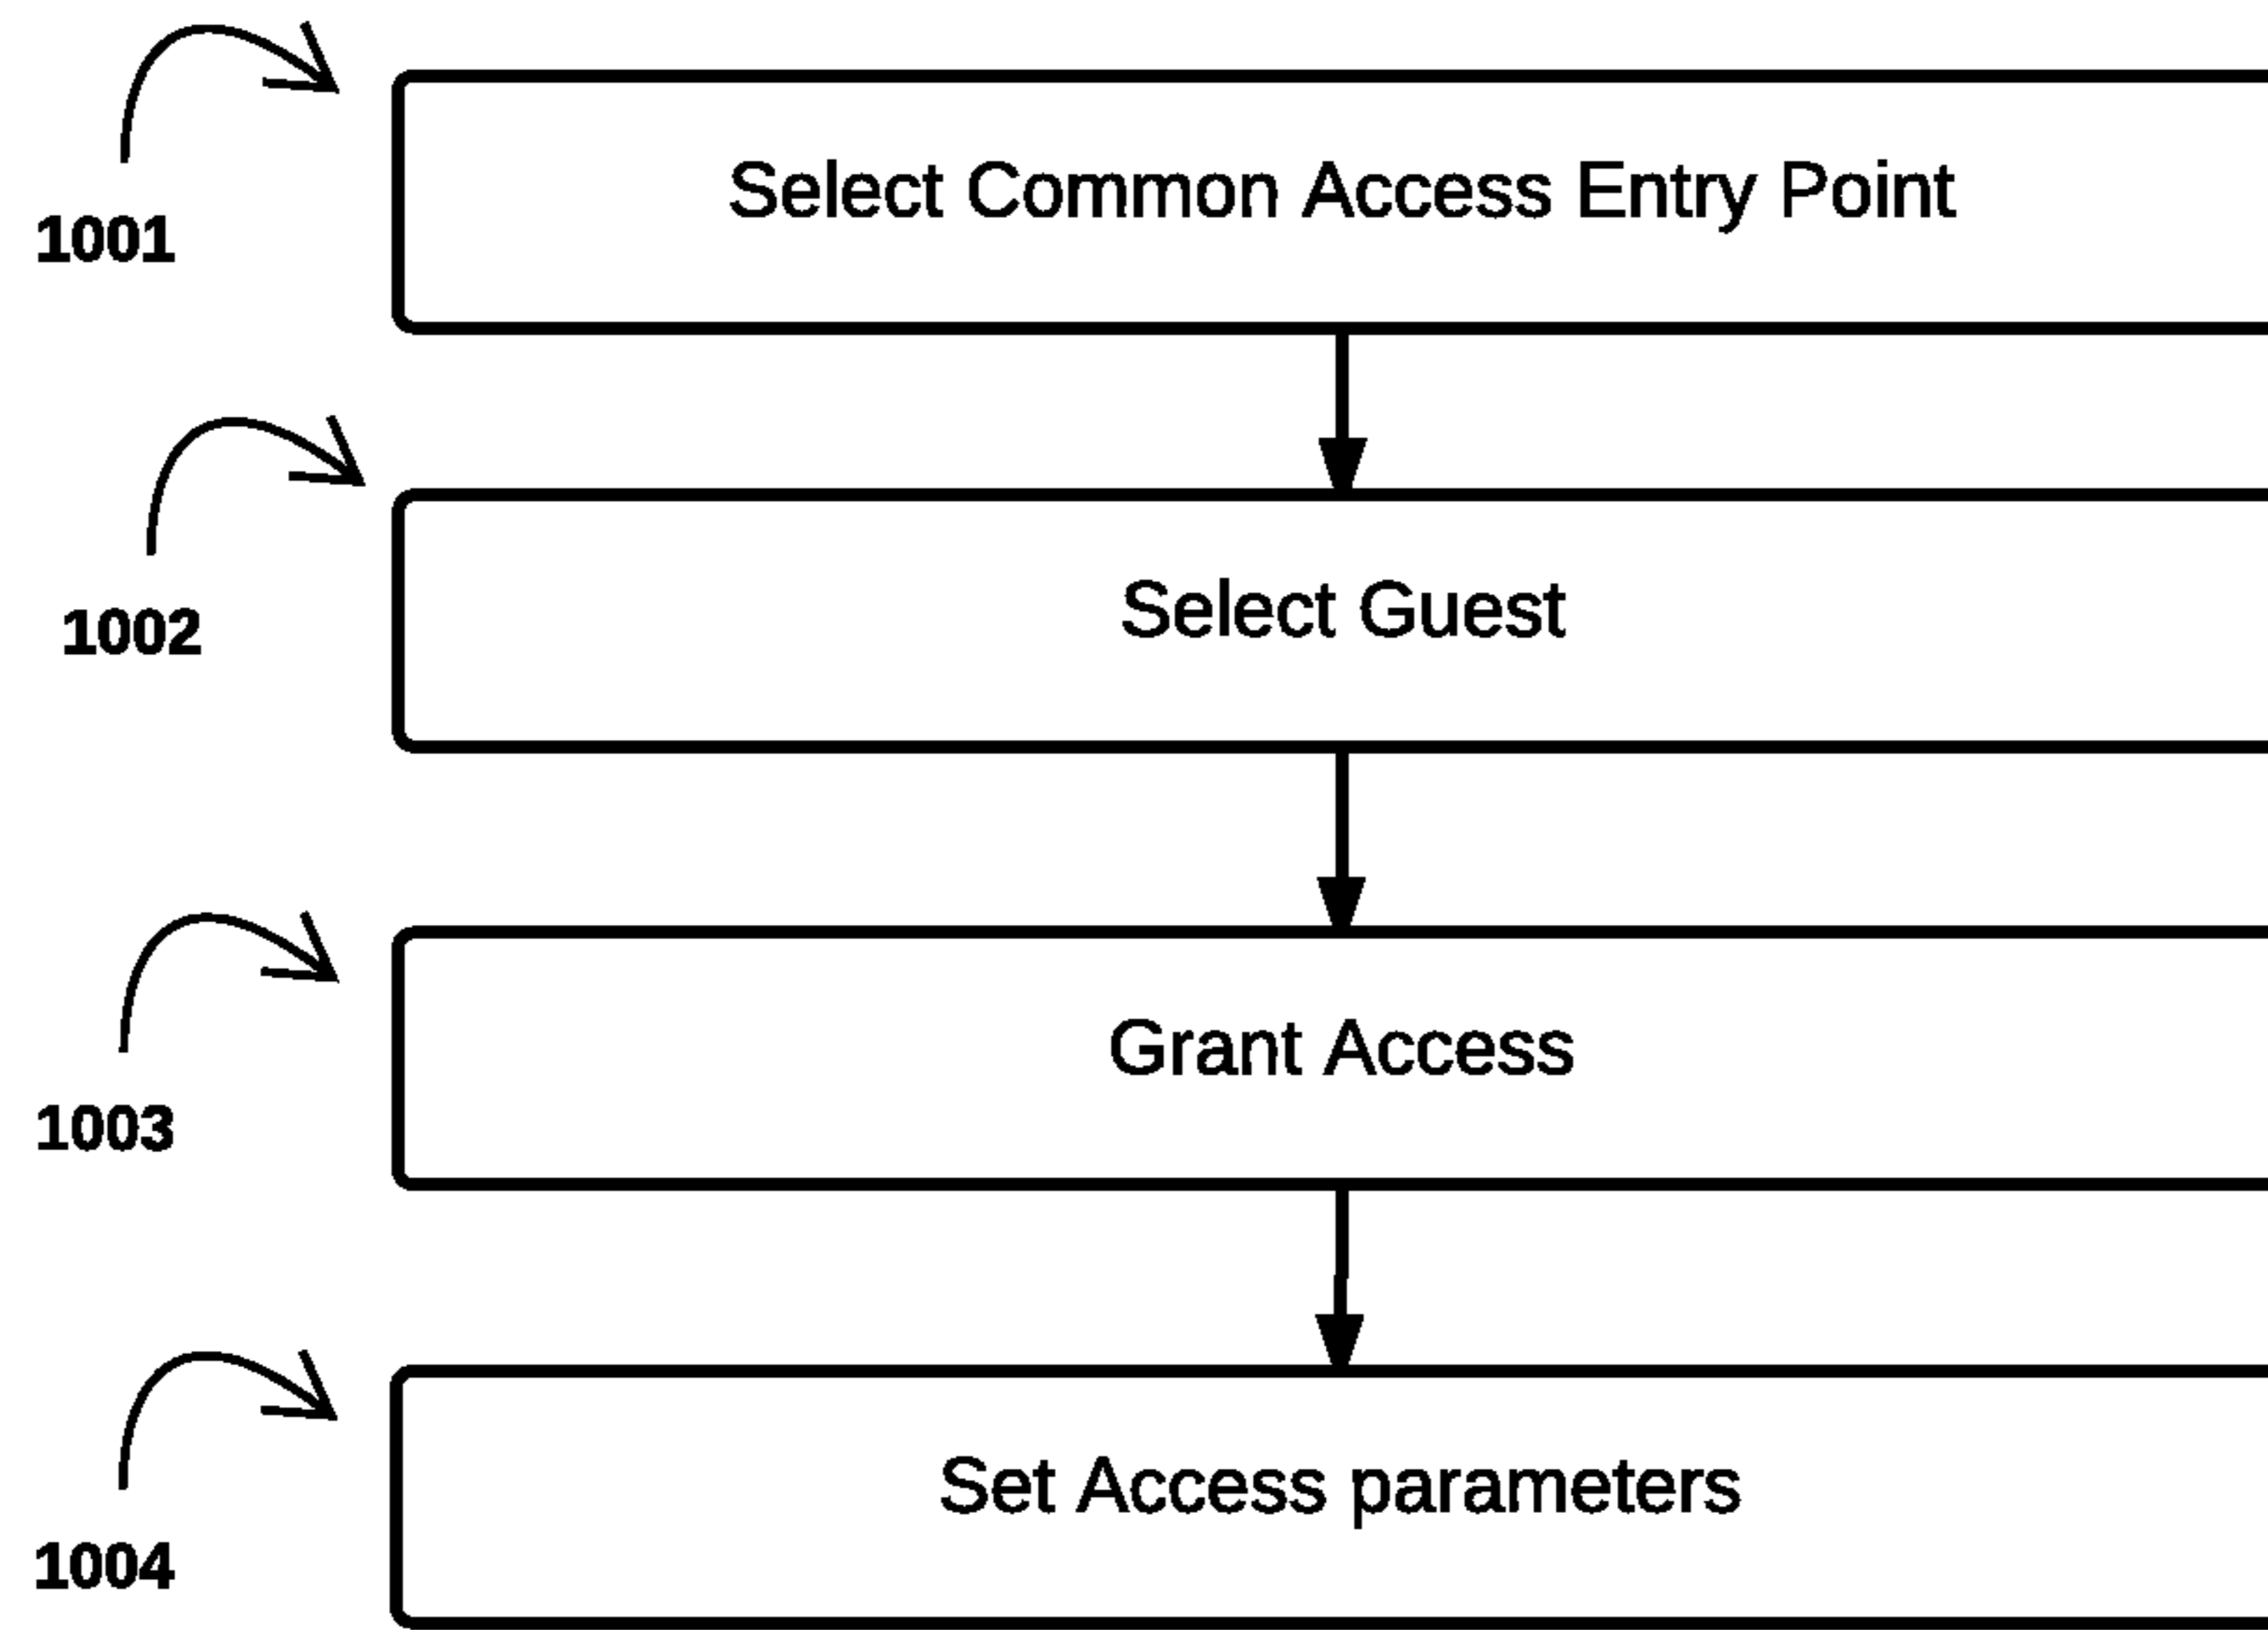 Select Common Access Entry Point
1001
Select Guest
1002
Grant Access
1003
Set Access parameters
1004